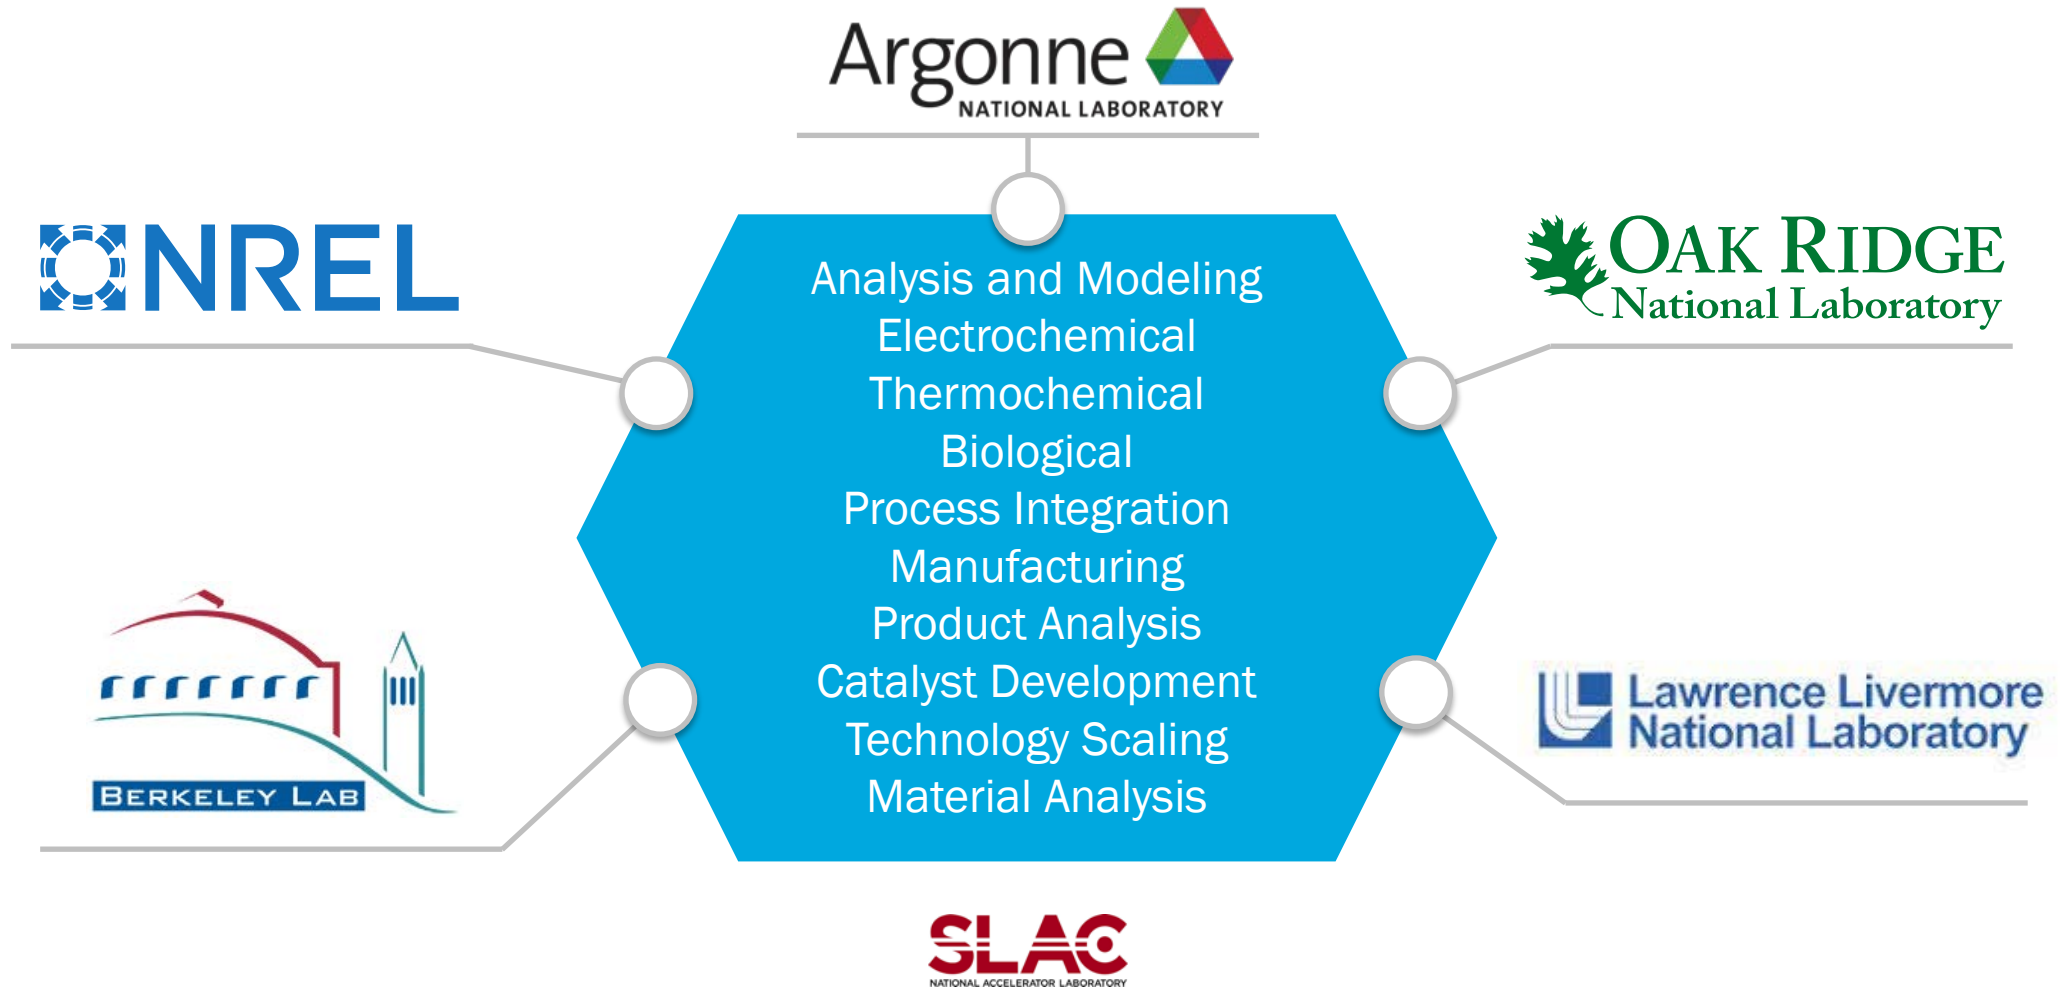 Argonne
NATIONAL LABORATORY
NREL
OAK RIDGE
National Laboratory
Analysis and Modeling
Electrochemical
Thermochemical
Biological
Process Integration
Manufacturing
Product Analysis
Catalyst Development
Technology Scaling
Material Analysis
BERKELEY LAB
Lawrence Livermore
National Laboratory
SLAC
NATIONAL ACCELERATOR LABORATORY